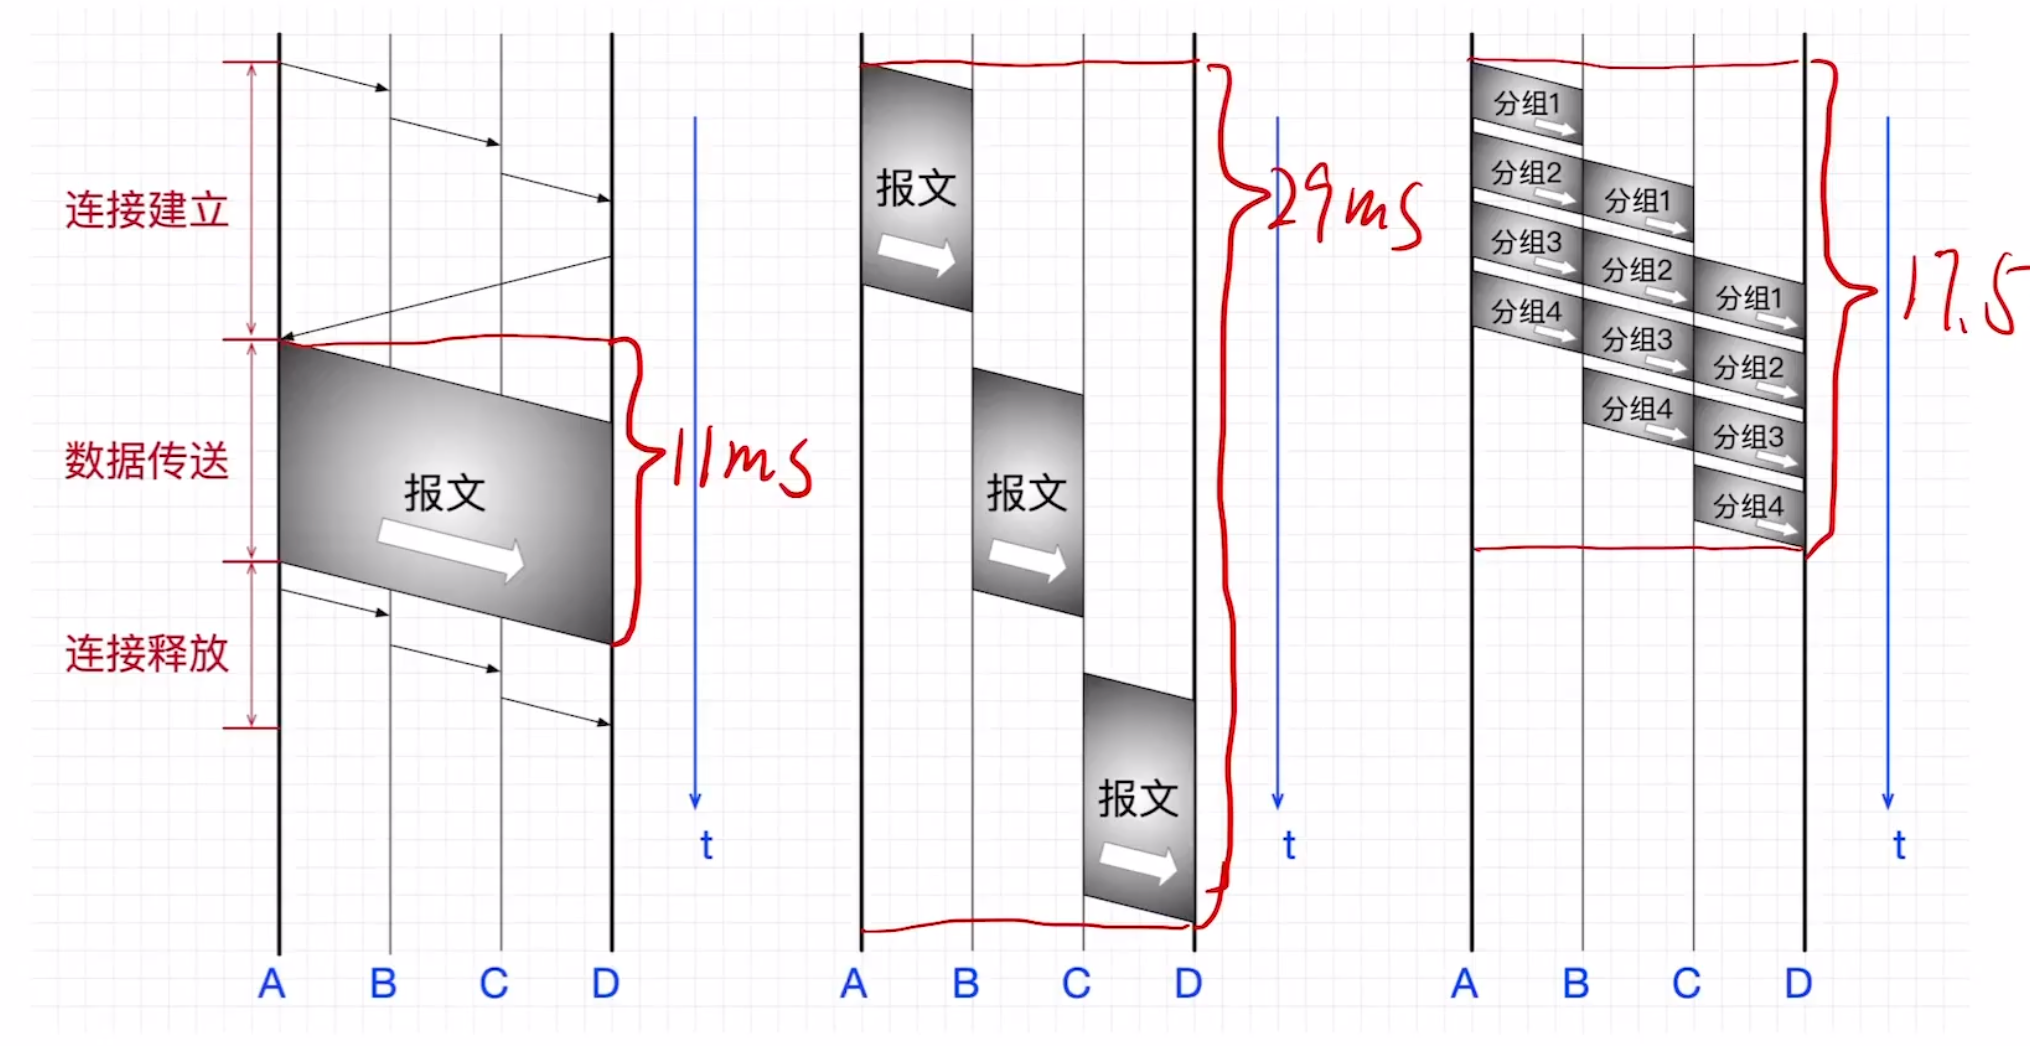 连接建立
数据传送
连接释放
报文
11ms
t
A B C D
报文
报文
报文
29ms
t
A B C D
分组1
分组2 分组1
分组3 分组2 分组1
分组4 分组3 分组2
分组4 分组3
分组4
17.5
t
A B C D